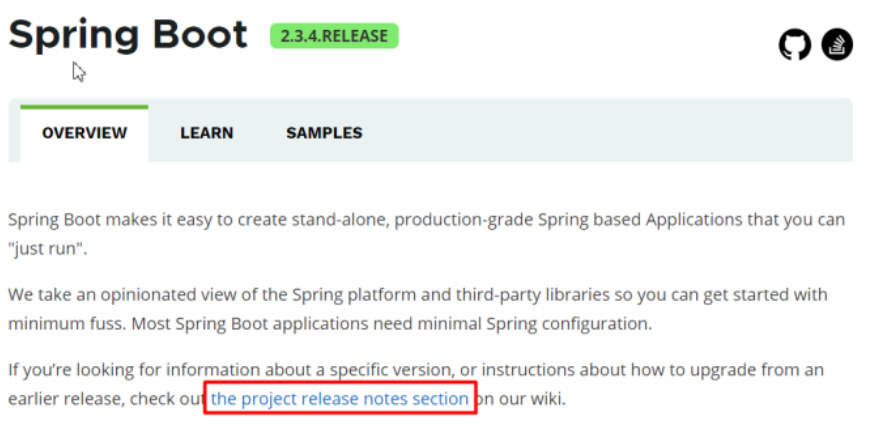 Spring Boot 2.3.4.RELEASE
OVERVIEW LEARN SAMPLES
Spring Boot makes it easy to create stand-alone, production-grade Spring based Applications that you can
"just run".
We take an opinionated view of the Spring platform and third-party libraries so you can get started with
minimum fuss. Most Spring Boot applications need minimal Spring configuration.
If you’re looking for information about a specific version, or instructions about how to upgrade from an
earlier release, check out the project release notes section on our wiki.